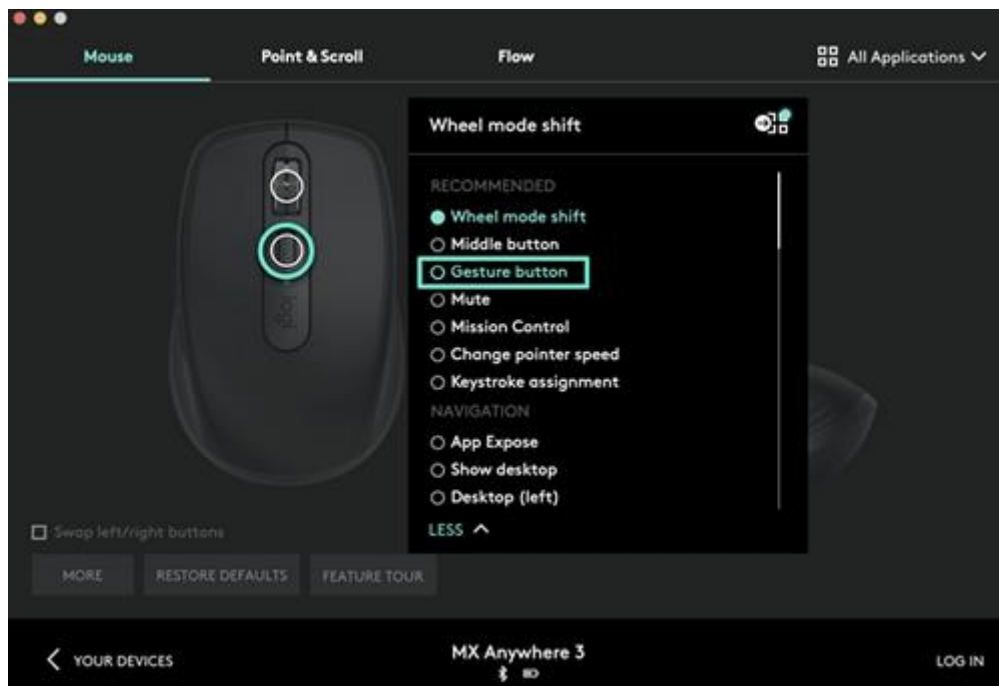 Mouse
Point & Scroll
Flow
All Applications
Wheel mode shift
RECOMMENDED
Wheel mode shift
Middle button
Gesture button
Mute
Mission Control
Change pointer speed
Keystroke assignment
NAVIGATION
App Expose
Show desktop
Desktop (left)
LESS
logi
Swap left/right buttons
MORE
RESTORE DEFAULTS
FEATURE TOUR
YOUR DEVICES
MX Anywhere 3
LOG IN